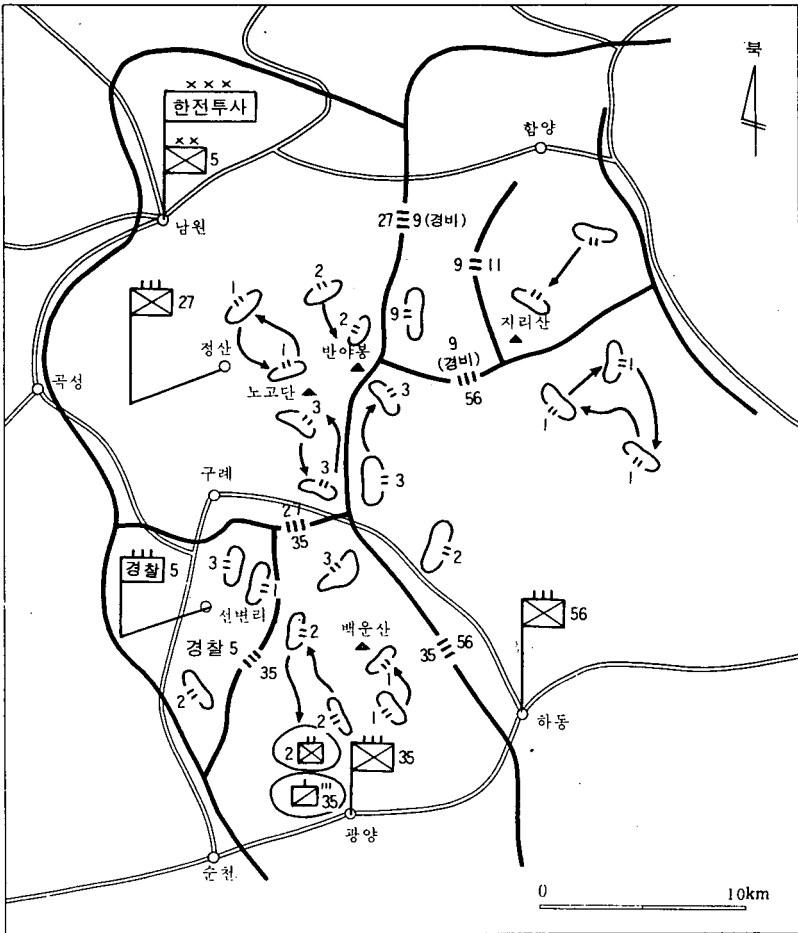 북
× × ×
한전투사
× ×
5
함양
남원
27 9 (경비)
9 11
27
1
2
9
2
지리산
정산
1
반야봉
9
(경비)
56
곡성
노고단
3
3
1
1
1
구례
3
3
27
35
경찰 5
3
1
3
2
선변리
56
경찰 5
35
2
백운산
35 56
1
2
2
1
하동
2
35
35
광양
순천
0 10km